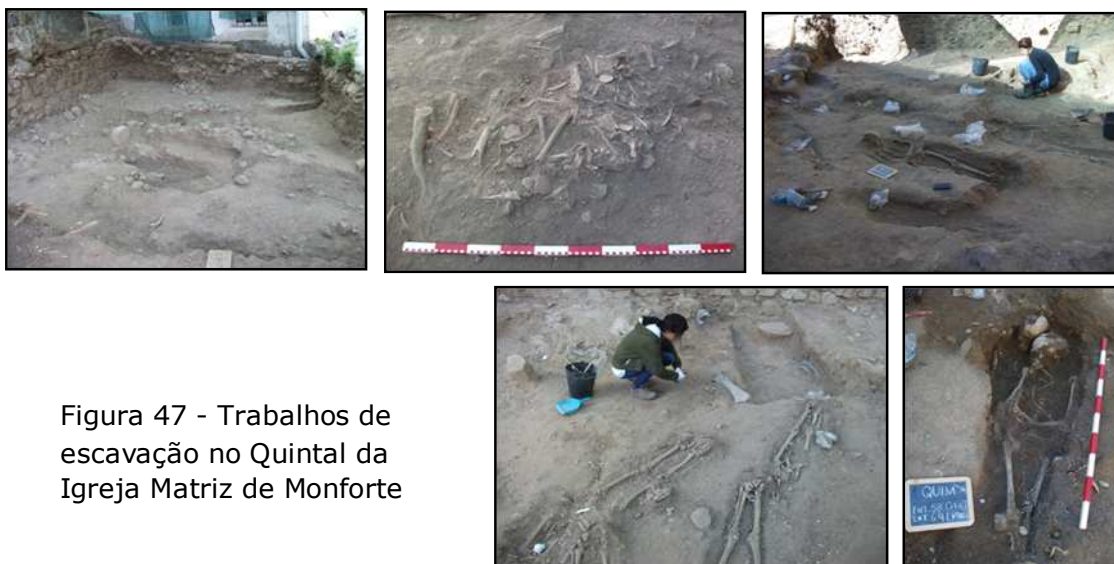 Figura 47 - Trabalhos de
escavação no Quintal da
Igreja Matriz de Monforte
QUIM